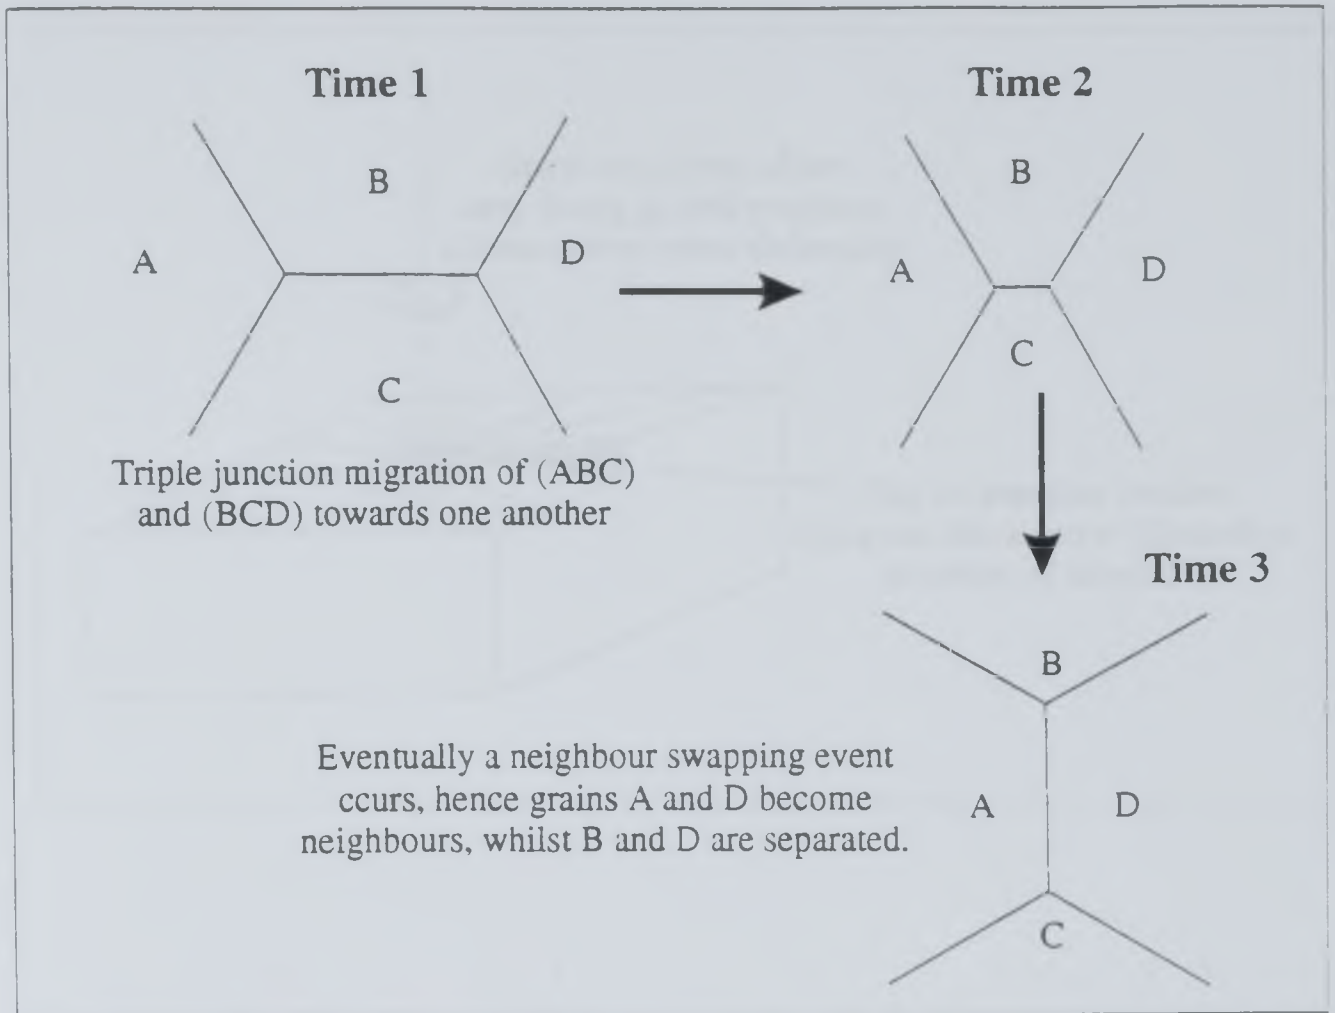 Time 1
Time 2
B
A
D
C
B
A
D
C
Triple junction migration of (ABC)
and (BCD) towards one another
Time 3
B
A
D
C
Eventually a neighbour swapping event
ccurs, hence grains A and D become
neighbours, whilst B and D are separated.